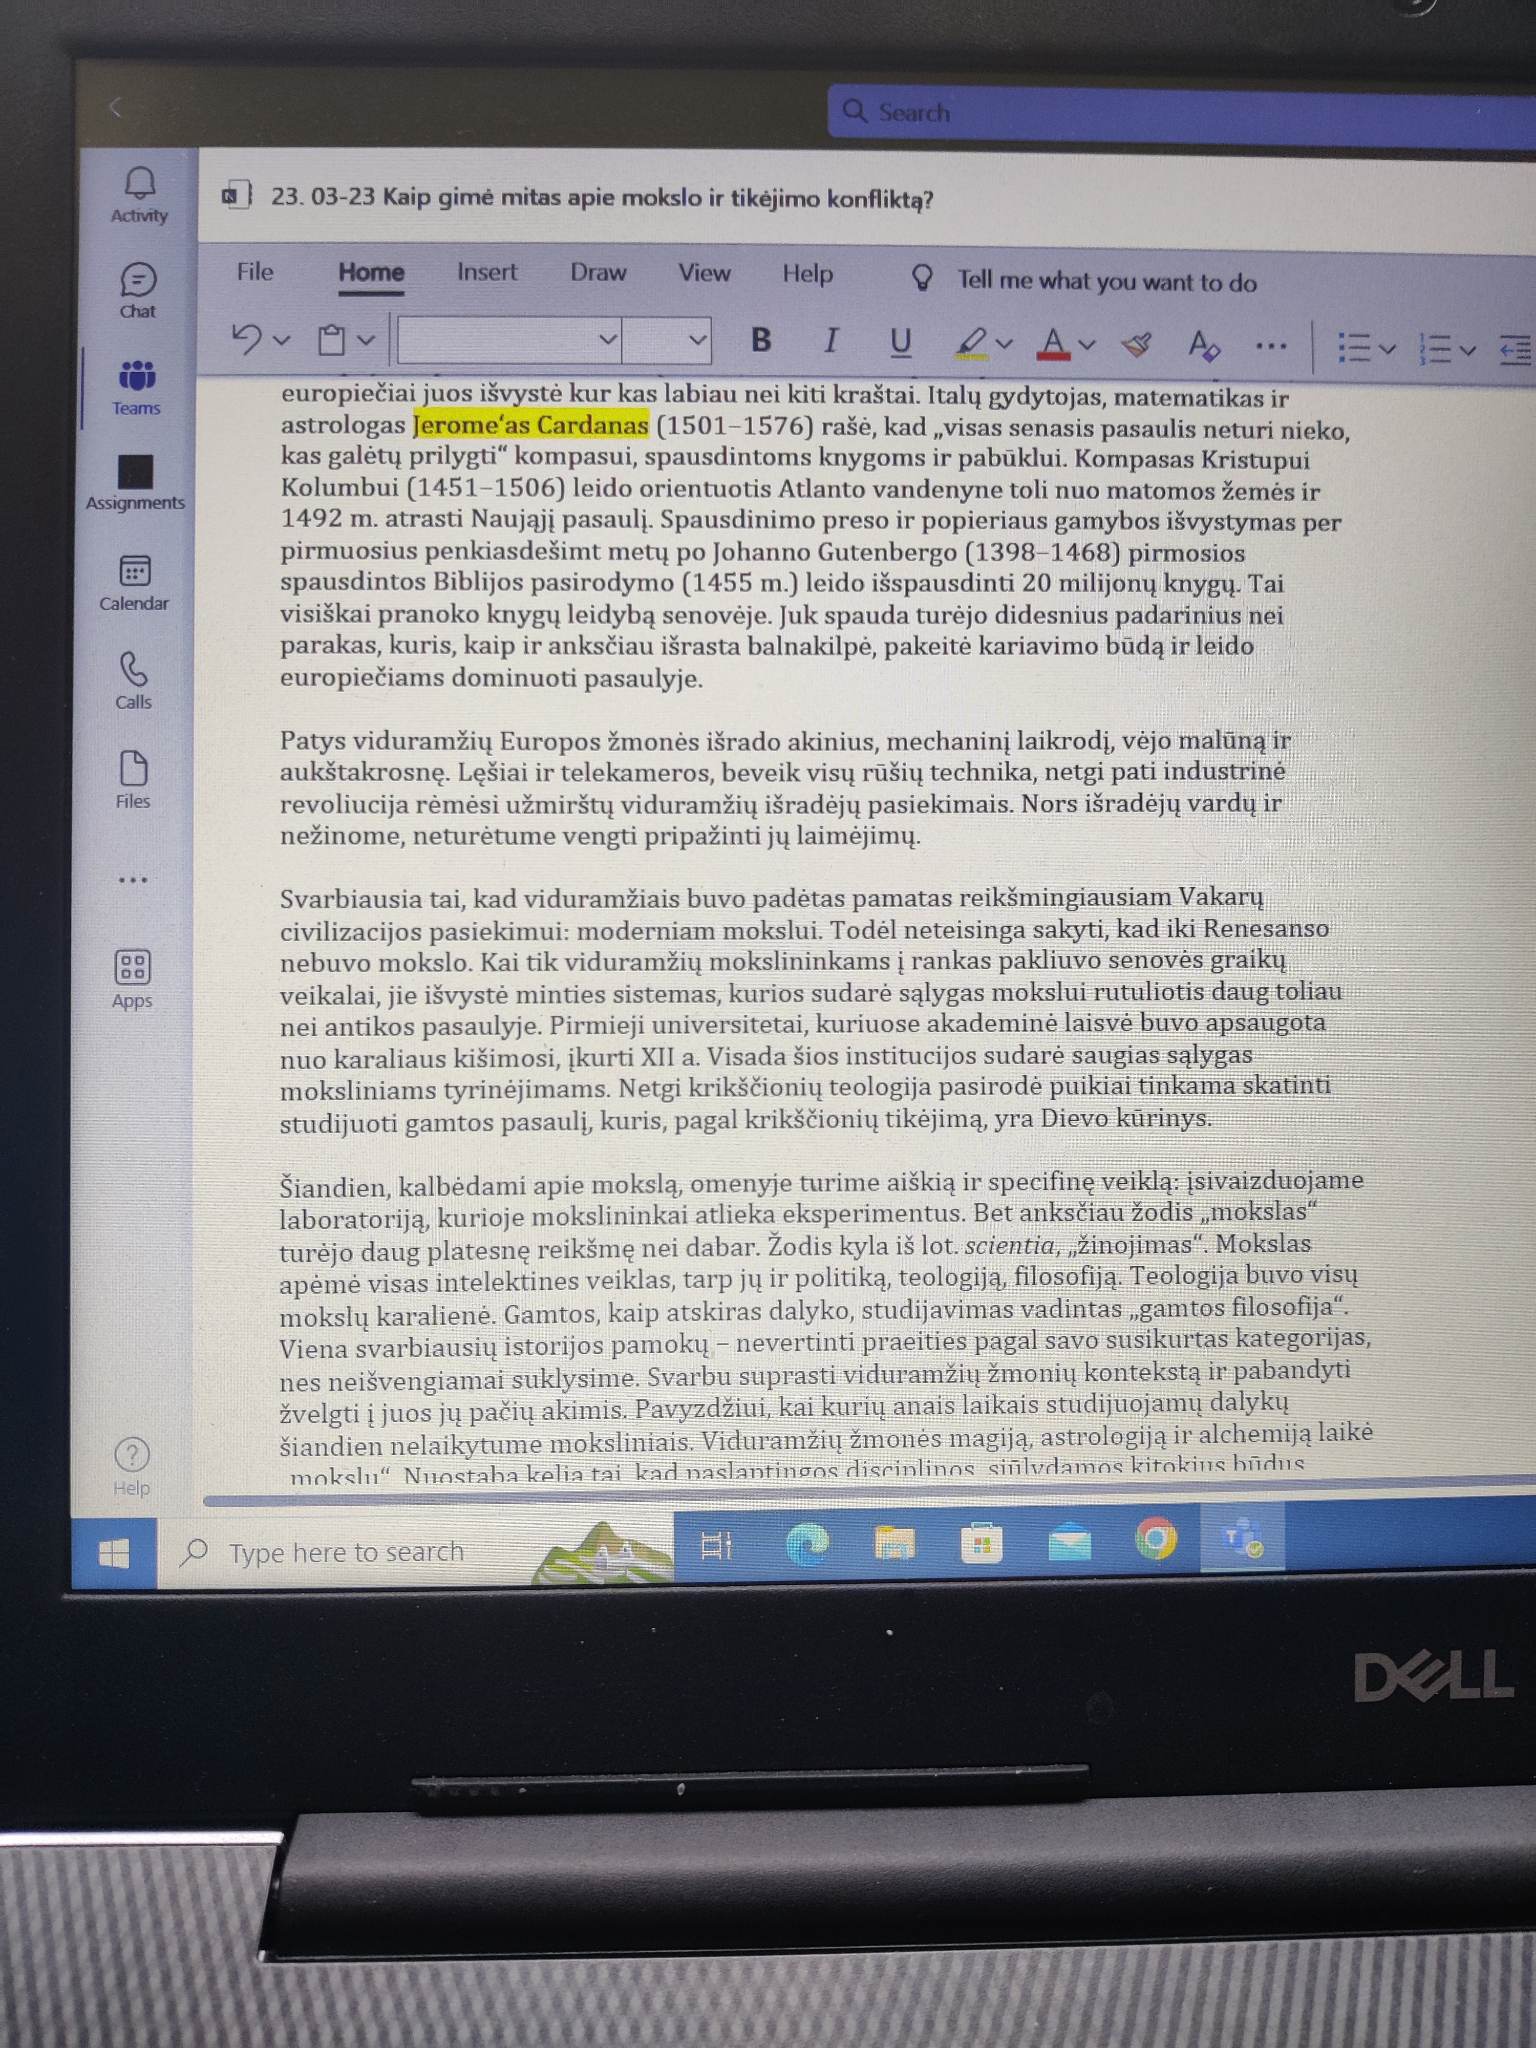 Search
Activity
Chat
Teams
Assignments
Calendar
Calls
Files
Apps
Help
23. 03-23 Kaip gimė mitas apie mokslo ir tikėjimo konfliktą?
File Home Insert Draw View Help Tell me what you want to do
B I U A A
europiečiai juos išvystė kur kas labiau nei kiti kraštai. Italų gydytojas, matematikas ir
astrologas Jerome‘as Cardanas (1501–1576) rašė, kad „visas senasis pasaulis neturi nieko,
kas galėtų prilygti“ kompasui, spausdintoms knygoms ir pabūklui. Kompasas Kristupui
Kolumbui (1451–1506) leido orientuotis Atlanto vandenyne toli nuo matomos žemės ir
1492 m. atrasti Naująjį pasaulį. Spausdinimo preso ir popieriaus gamybos išvystymas per
pirmuosius penkiasdešimt metų po Johanno Gutenbergo (1398–1468) pirmosios
spausdintos Biblijos pasirodymo (1455 m.) leido išspausdinti 20 milijonų knygų. Tai
visiškai pranoko knygų leidybą senovėje. Juk spauda turėjo didesnius padarinius nei
parakas, kuris, kaip ir anksčiau išrasta balnakilpė, pakeitė kariavimo būdą ir leido
europiečiams dominuoti pasaulyje.
Patys viduramžių Europos žmonės išrado akinius, mechaninį laikrodį, vėjo malūną ir
aukštakrosnę. Lęšiai ir telekameros, beveik visų rūšių technika, netgi pati industrinė
revoliucija rėmėsi užmirštų viduramžių išradėjų pasiekimais. Nors išradėjų vardų ir
nežinome, neturėtume vengti pripažinti jų laimėjimų.
Svarbiausia tai, kad viduramžiais buvo padėtas pamatas reikšmingiausiam Vakarų
civilizacijos pasiekimui: moderniam mokslui. Todėl neteisinga sakyti, kad iki Renesanso
nebuvo mokslo. Kai tik viduramžių mokslininkams į rankas pakliuvo senovės graikų
veikalai, jie išvystė minties sistemas, kurios sudarė sąlygas mokslui rutuliotis daug toliau
nei antikos pasaulyje. Pirmieji universitetai, kuriuose akademinė laisvė buvo apsaugota
nuo karaliaus kišimosi, įkurti XII a. Visada šios institucijos sudarė saugias sąlygas
moksliniams tyrinėjimams. Netgi krikščionių teologija pasirodė puikiai tinkama skatinti
studijuoti gamtos pasaulį, kuris, pagal krikščionių tikėjimą, yra Dievo kūrinys.
Šiandien, kalbėdami apie mokslą, omenyje turime aiškią ir specifinę veiklą: įsivaizduojame
laboratoriją, kurioje mokslininkai atlieka eksperimentus. Bet anksčiau žodis „mokslas“
turėjo daug platesnę reikšmę nei dabar. Žodis kyla iš lot. scientia, „žinojimas“. Mokslas
apėmė visas intelektines veiklas, tarp jų ir politiką, teologiją, filosofiją. Teologija buvo visų
mokslų karalienė. Gamtos, kaip atskiras dalyko, studijavimas vadintas „gamtos filosofija“.
Viena svarbiausių istorijos pamokų – nevertinti praeities pagal savo susikurtas kategorijas,
nes neišvengiamai suklysime. Svarbu suprasti viduramžių žmonių kontekstą ir pabandyti
žvelgti į juos jų pačių akimis. Pavyzdžiui, kai kurių anais laikais studijuojamų dalykų
šiandien nelaikytume moksliniais. Viduramžių žmonės magiją, astrologiją ir alchemiją laikė
„mokslu“. Nuostabą kelia tai, kad paslaptingos disciplinos, siūlydamos kitokius būdus
Type here to search
DELL